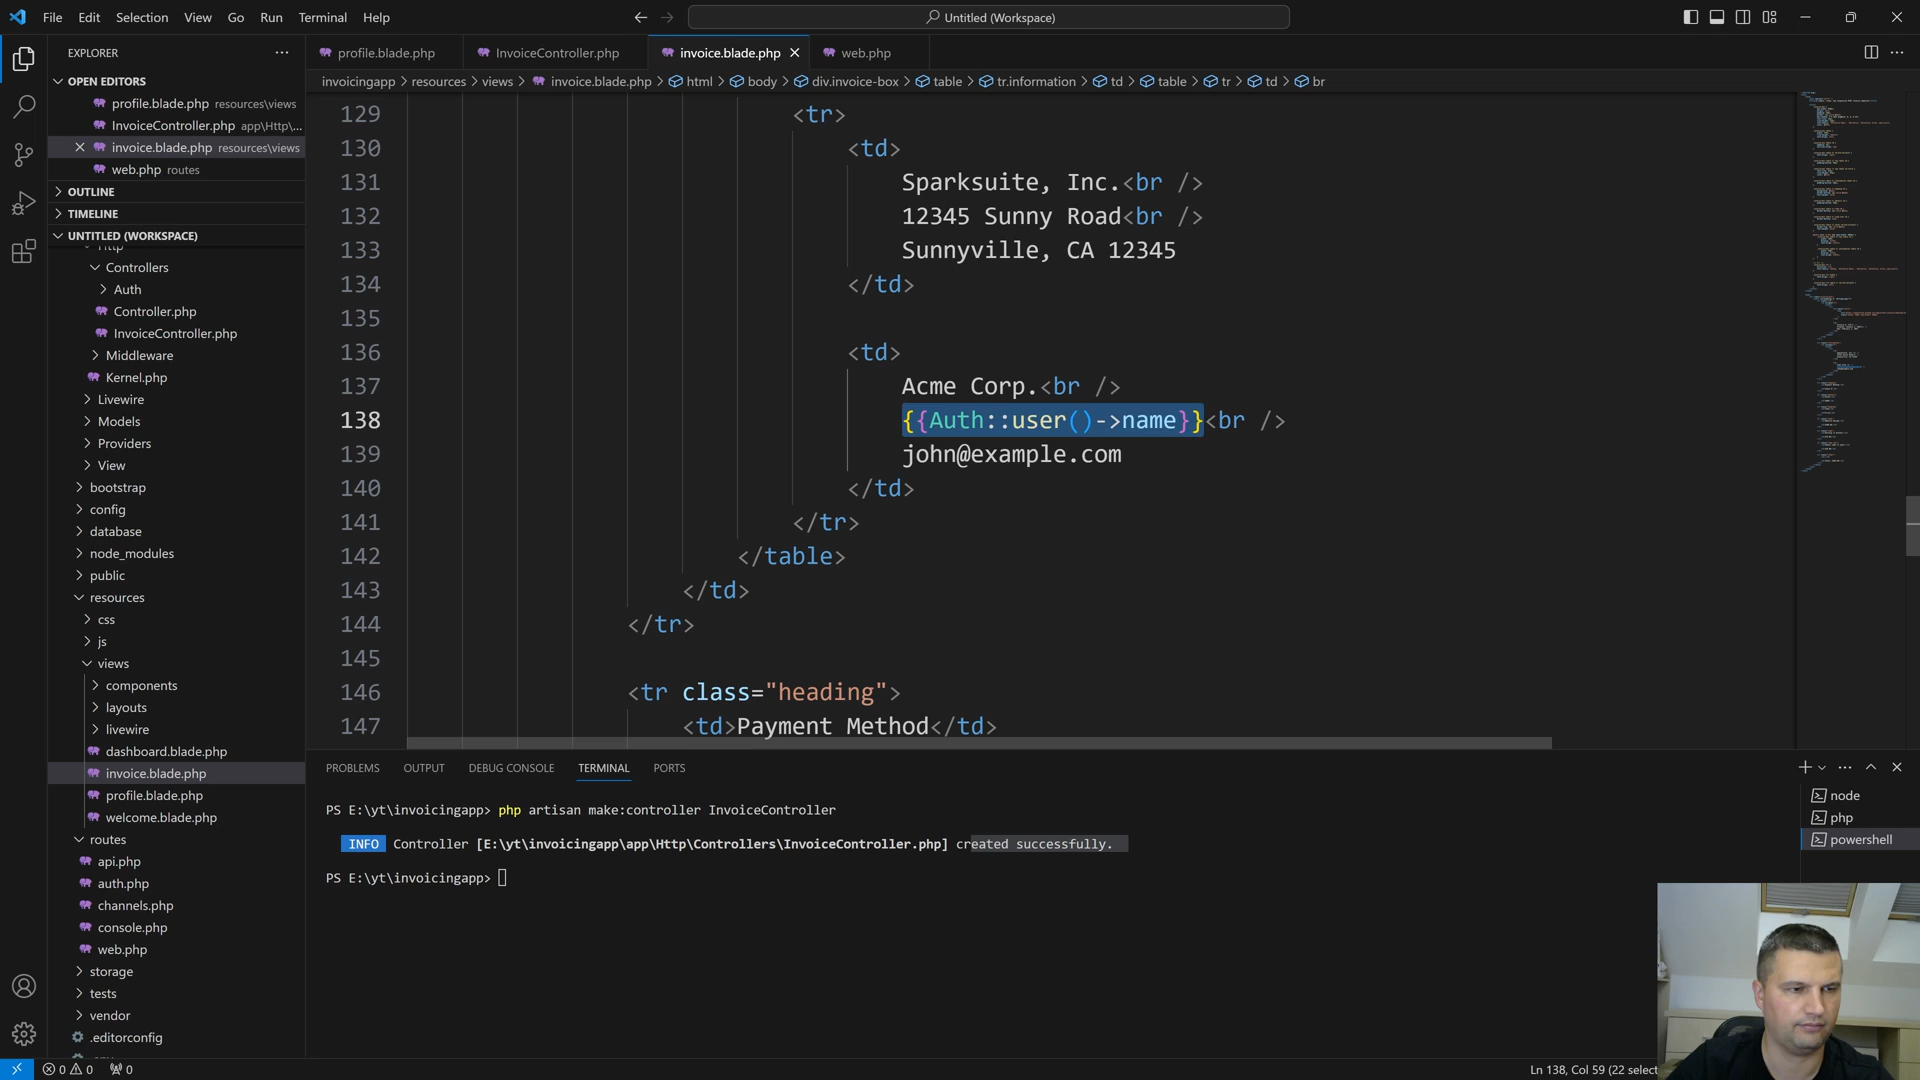 File Edit Selection View Go Run Terminal Help
Untitled (Workspace)
EXPLORER
OPEN EDITORS
profile.blade.php resources\views
InvoiceController.php app\Http\...
invoice.blade.php resources\views
web.php routes
OUTLINE
TIMELINE
UNTITLED (WORKSPACE)
Http
Controllers
Auth
Controller.php
InvoiceController.php
Middleware
Kernel.php
Livewire
Models
Providers
View
bootstrap
config
database
node_modules
public
resources
css
js
views
components
layouts
livewire
dashboard.blade.php
invoice.blade.php
profile.blade.php
welcome.blade.php
routes
api.php
auth.php
channels.php
console.php
web.php
storage
tests
vendor
.editorconfig
profile.blade.php InvoiceController.php invoice.blade.php web.php
invoicingapp > resources > views > invoice.blade.php > html > body > div.invoice-box > table > tr.information > td > table > tr > td > br
129 <tr>
130 <td>
131 Sparksuite, Inc.<br />
132 12345 Sunny Road<br />
133 Sunnyville, CA 12345
134 </td>
135
136 <td>
137 Acme Corp.<br />
138 {{Auth::user()->name}}<br />
139 john@example.com
140 </td>
141 </tr>
142 </table>
143 </td>
144 </tr>
145
146 <tr class="heading">
147 <td>Payment Method</td>
PROBLEMS OUTPUT DEBUG CONSOLE TERMINAL PORTS
PS E:\yt\invoicingapp> php artisan make:controller InvoiceController
INFO Controller [E:\yt\invoicingapp\app\Http\Controllers\InvoiceController.php] created successfully.
PS E:\yt\invoicingapp>
node
php
powershell
0 0 0
Ln 138, Col 59 (22 select